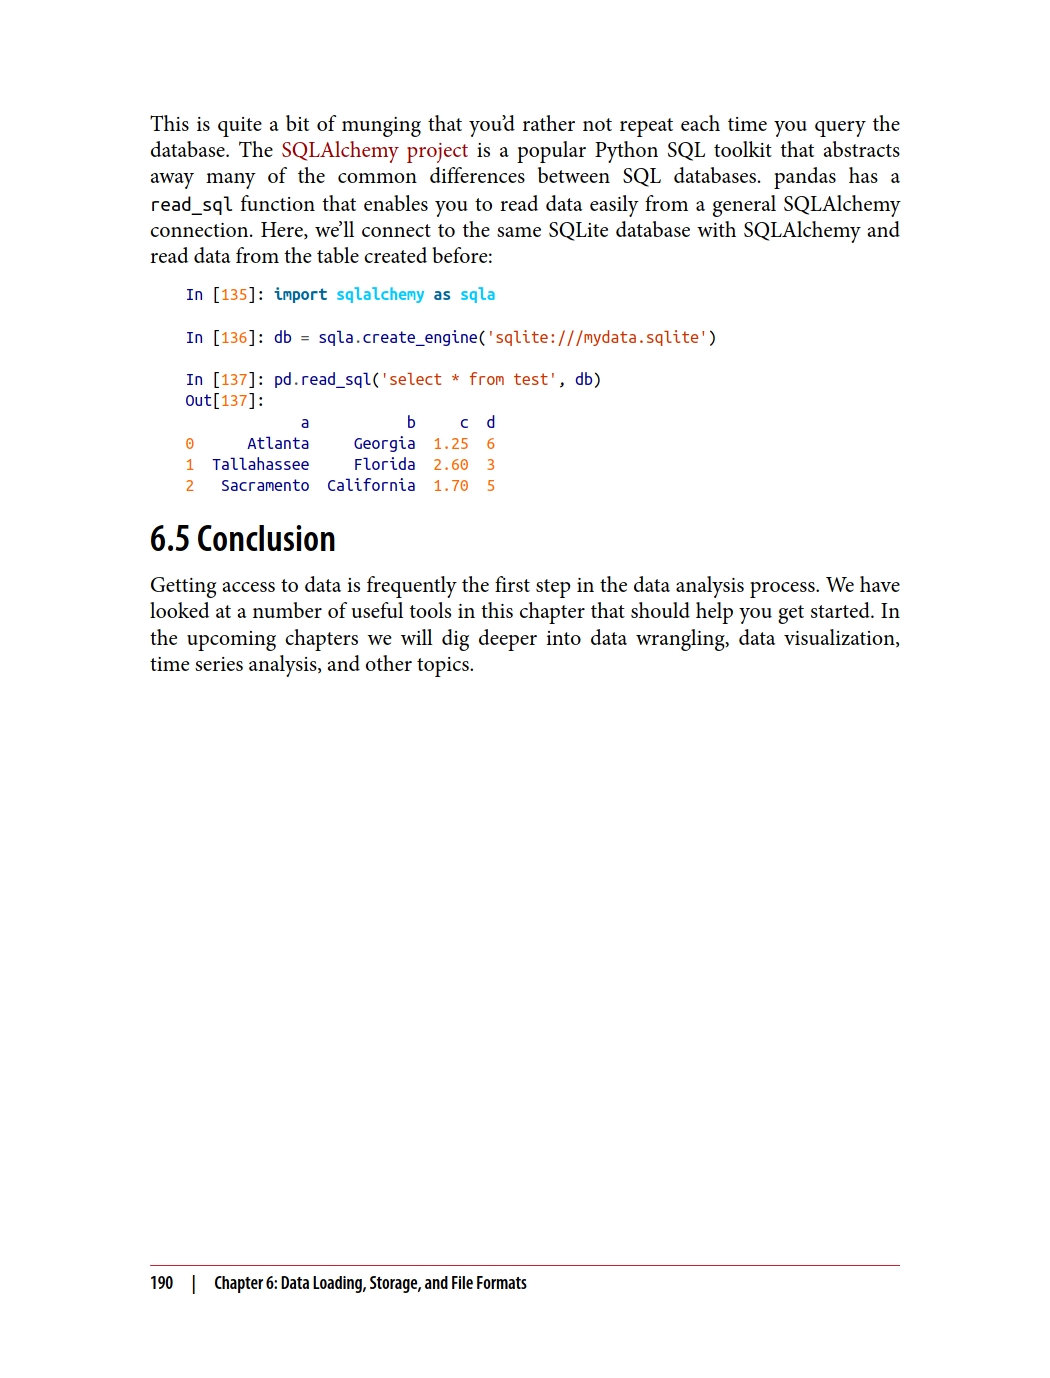 This is quite a bit of munging that you’d rather not repeat each time you query the
database. The SQLAlchemy project is a popular Python SQL toolkit that abstracts
away many of the common differences between SQL databases. pandas has a
read_sql function that enables you to read data easily from a general SQLAlchemy
connection. Here, we’ll connect to the same SQLite database with SQLAlchemy and
read data from the table created before:
In [135]: import sqlalchemy as sqla
In [136]: db = sqla.create_engine('sqlite:///mydata.sqlite')
In [137]: pd.read_sql('select * from test', db)
Out[137]:
             a           b     c  d
0      Atlanta     Georgia  1.25  6
1  Tallahassee     Florida  2.60  3
2   Sacramento  California  1.70  5
6.5 Conclusion
Getting access to data is frequently the first step in the data analysis process. We have
looked at a number of useful tools in this chapter that should help you get started. In
the upcoming chapters we will dig deeper into data wrangling, data visualization,
time series analysis, and other topics.
190 | Chapter 6: Data Loading, Storage, and File Formats